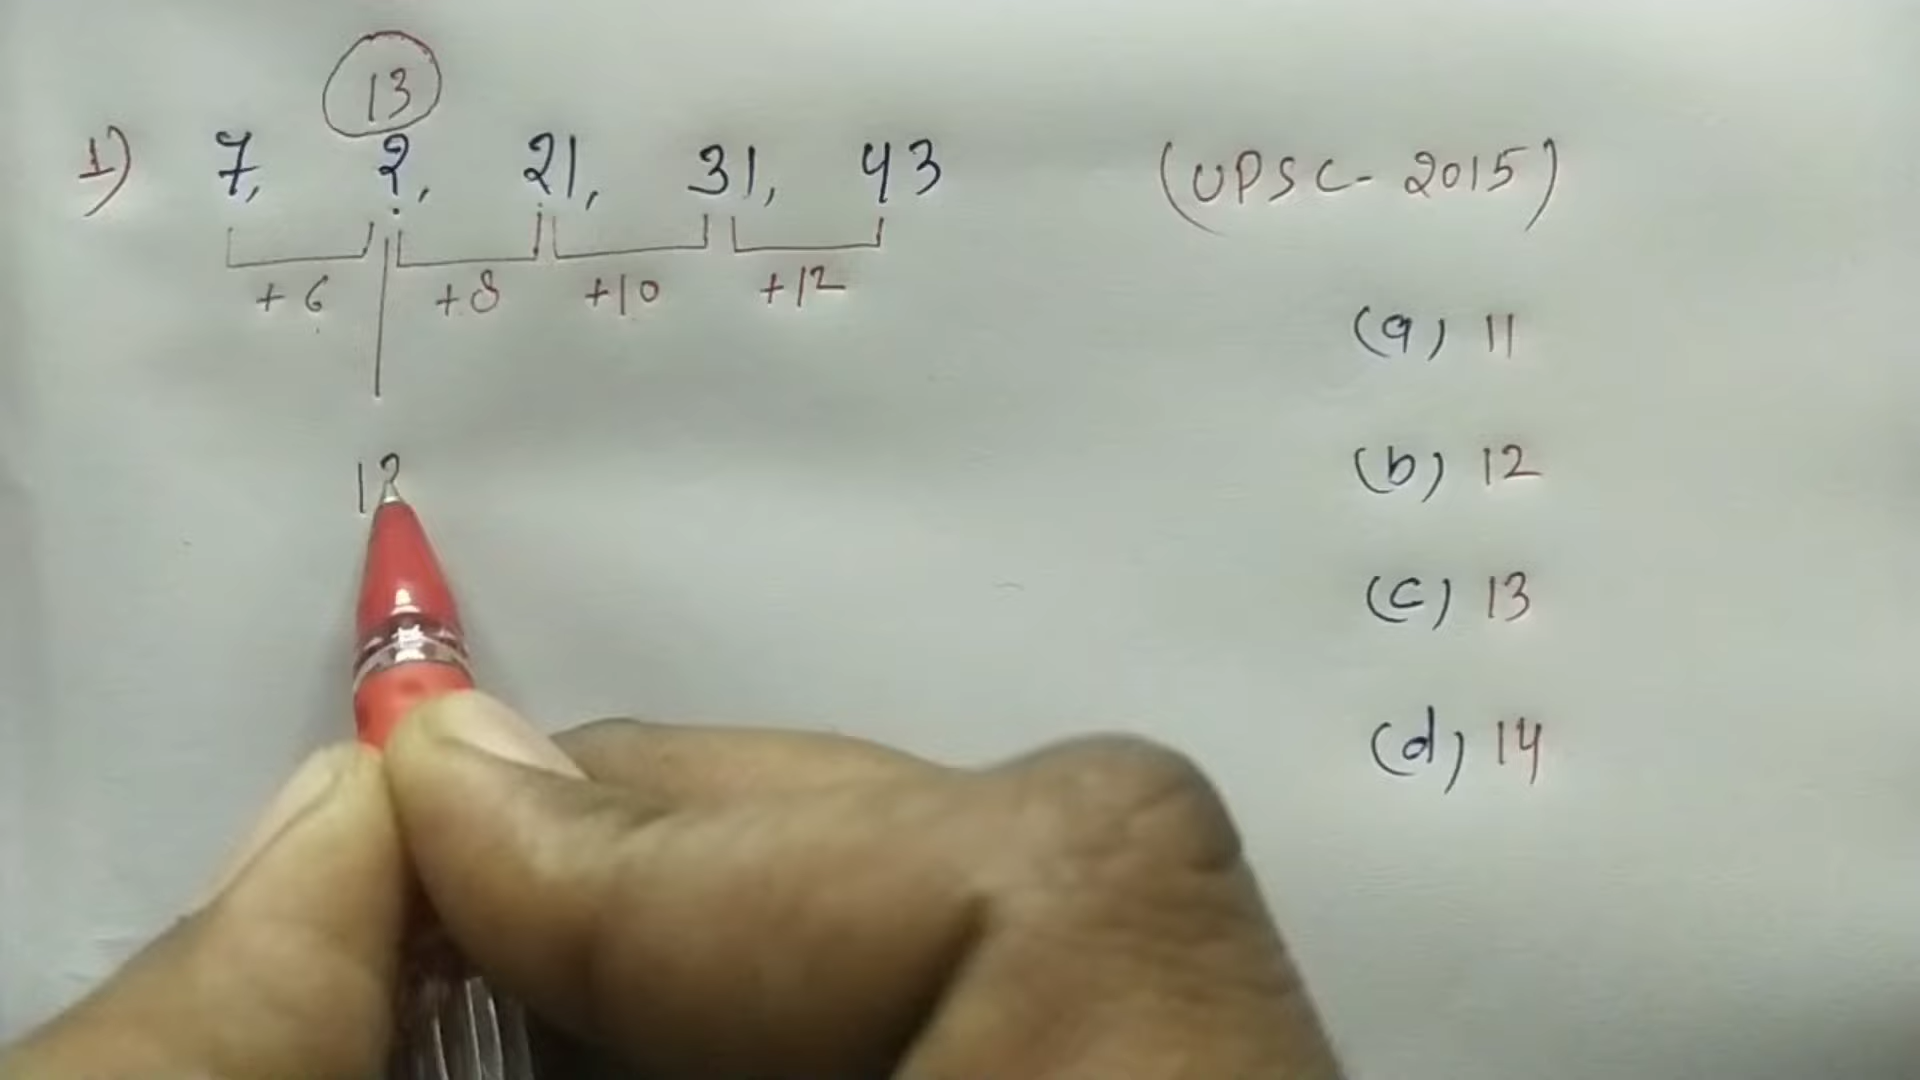 13
1) 7, ?, 21, 31, 43 (UPSC- 2015)
+6 +8 +10 +12
(a) 11
(b) 12
13
(c) 13
(d) 14